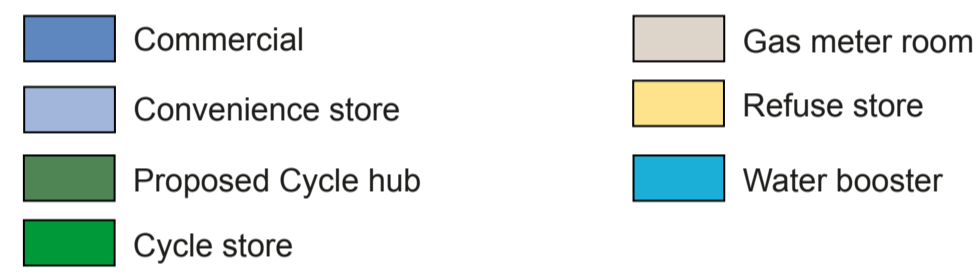 Commercial
Convenience store
Proposed Cycle hub
Cycle store
Gas meter room
Refuse store
Water booster